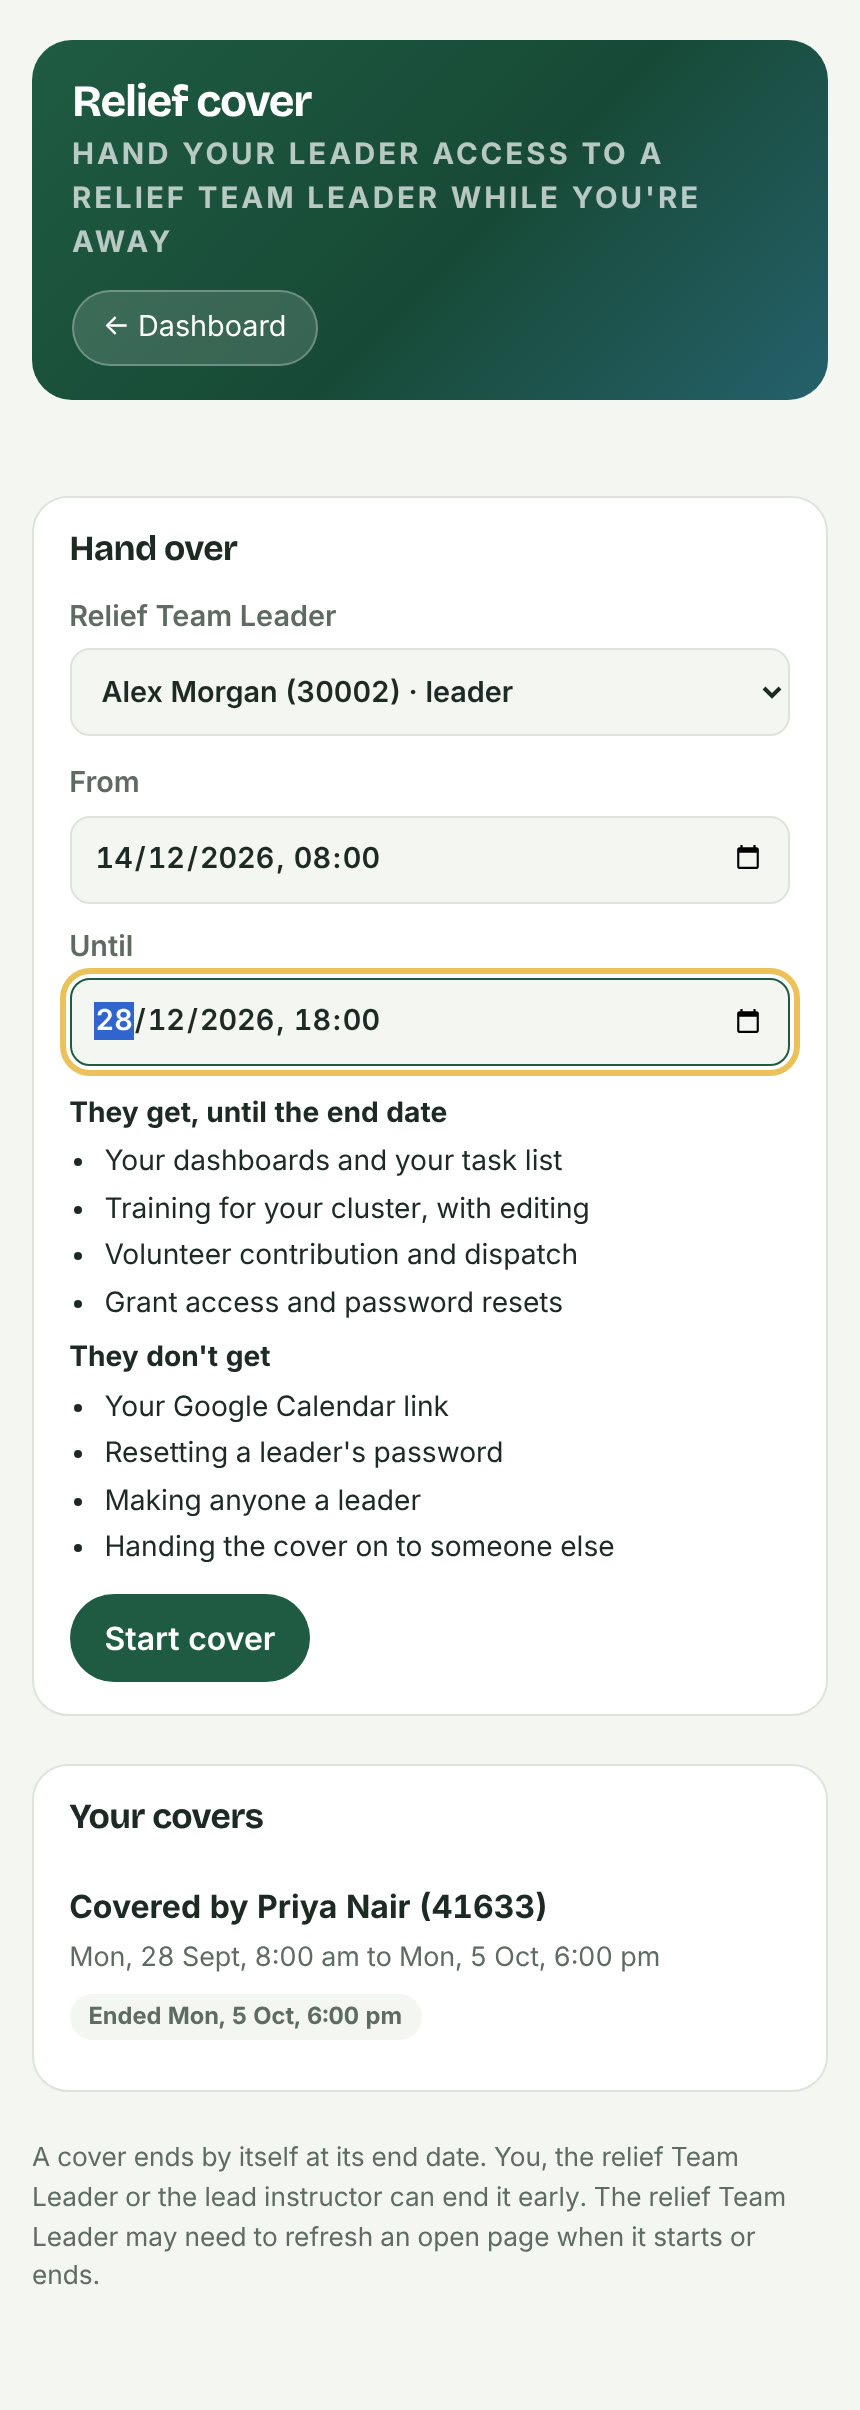 Relief cover
HAND YOUR LEADER ACCESS TO A
RELIEF TEAM LEADER WHILE YOU'RE
AWAY
← Dashboard
Hand over
Relief Team Leader
Alex Morgan (30002) · leader
From
14/12/2026, 08:00
Until
28/12/2026, 18:00
They get, until the end date
• Your dashboards and your task list
• Training for your cluster, with editing
• Volunteer contribution and dispatch
• Grant access and password resets
They don't get
• Your Google Calendar link
• Resetting a leader's password
• Making anyone a leader
• Handing the cover on to someone else
Start cover
Your covers
Covered by Priya Nair (41633)
Mon, 28 Sept, 8:00 am to Mon, 5 Oct, 6:00 pm
Ended Mon, 5 Oct, 6:00 pm
A cover ends by itself at its end date. You, the relief Team
Leader or the lead instructor can end it early. The relief Team
Leader may need to refresh an open page when it starts or
ends.